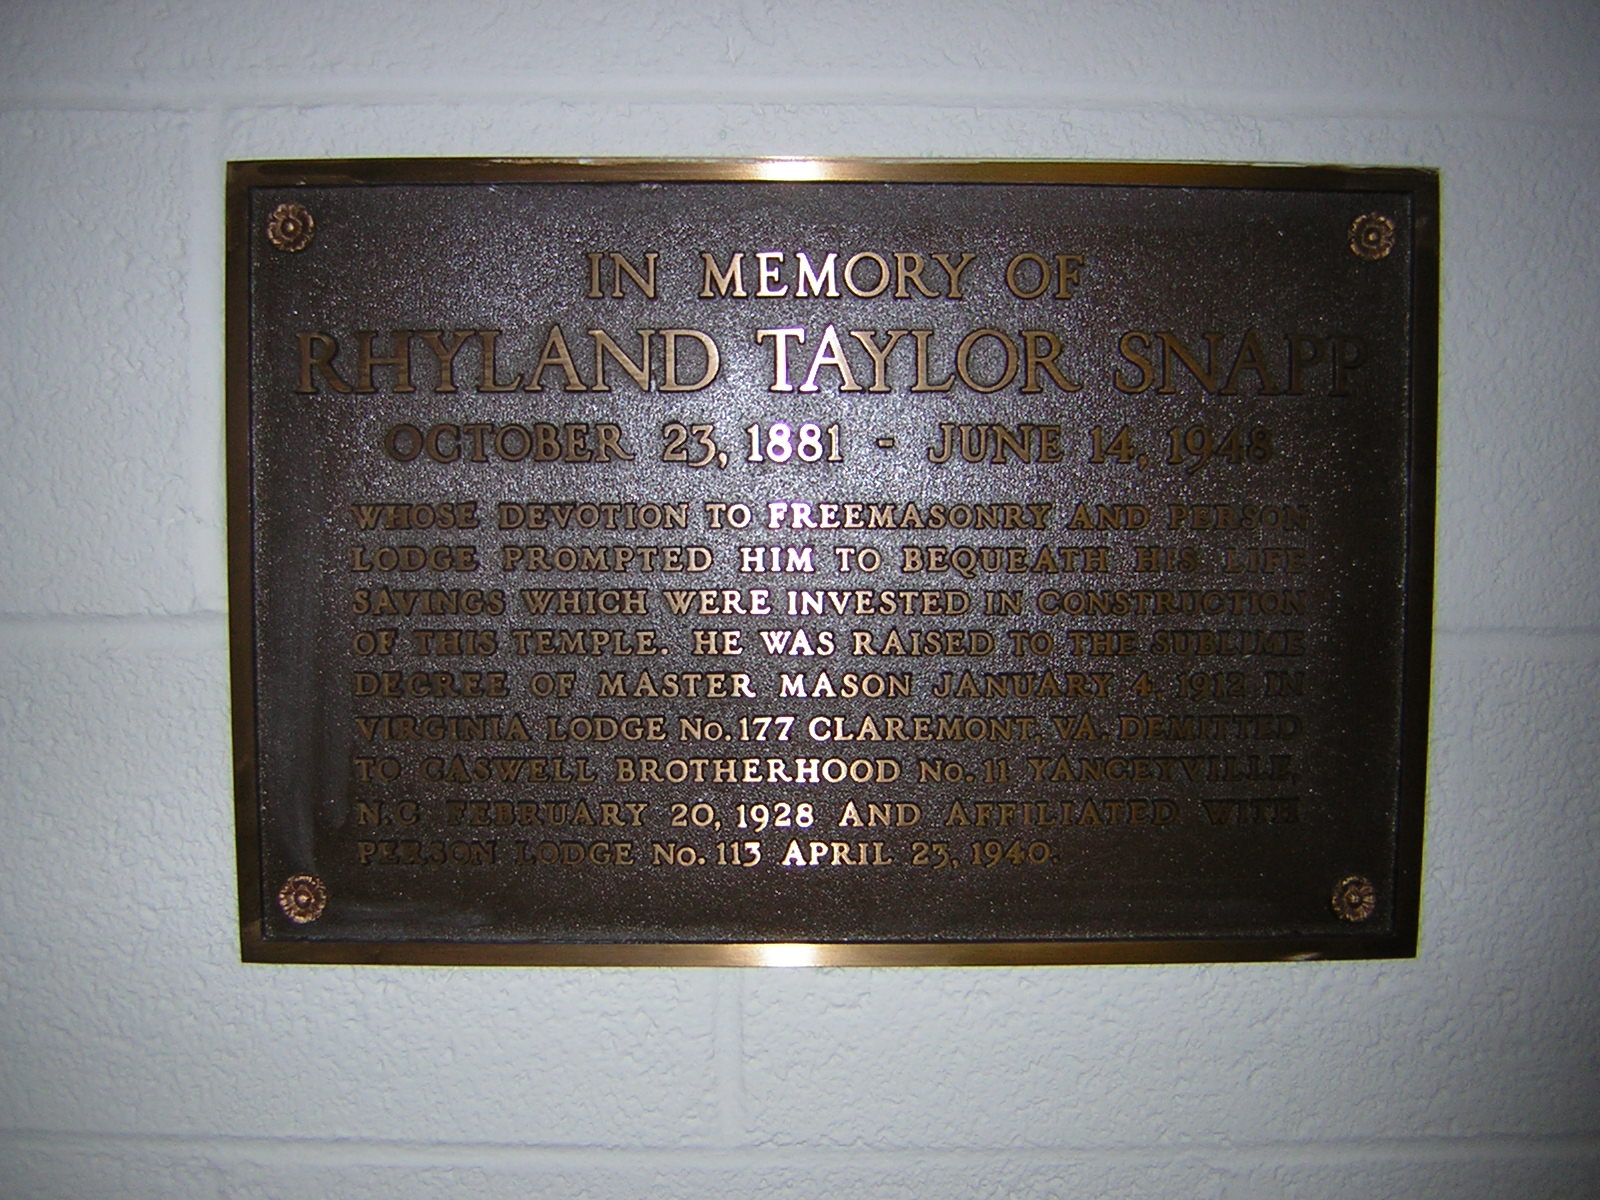 IN MEMORY OF
RHYLAND TAYLOR SNAPP
OCTOBER 23, 1881 - JUNE 14, 1948
WHOSE DEVOTION TO FREEMASONRY AND PERSON
LODGE PROMPTED HIM TO BEQUEATH HIS LIFE
SAVINGS WHICH WERE INVESTED IN CONSTRUCTION
OF THIS TEMPLE. HE WAS RAISED TO THE SUBLIME
DEGREE OF MASTER MASON JANUARY 4, 1912 IN
VIRGINIA LODGE No. 177 CLAREMONT, VA. DEMITTED
TO CASWELL BROTHERHOOD No. 11 YANCEYVILLE,
N.C FEBRUARY 20, 1928 AND AFFILIATED WITH
PERSON LODGE No. 113 APRIL 23, 1940.